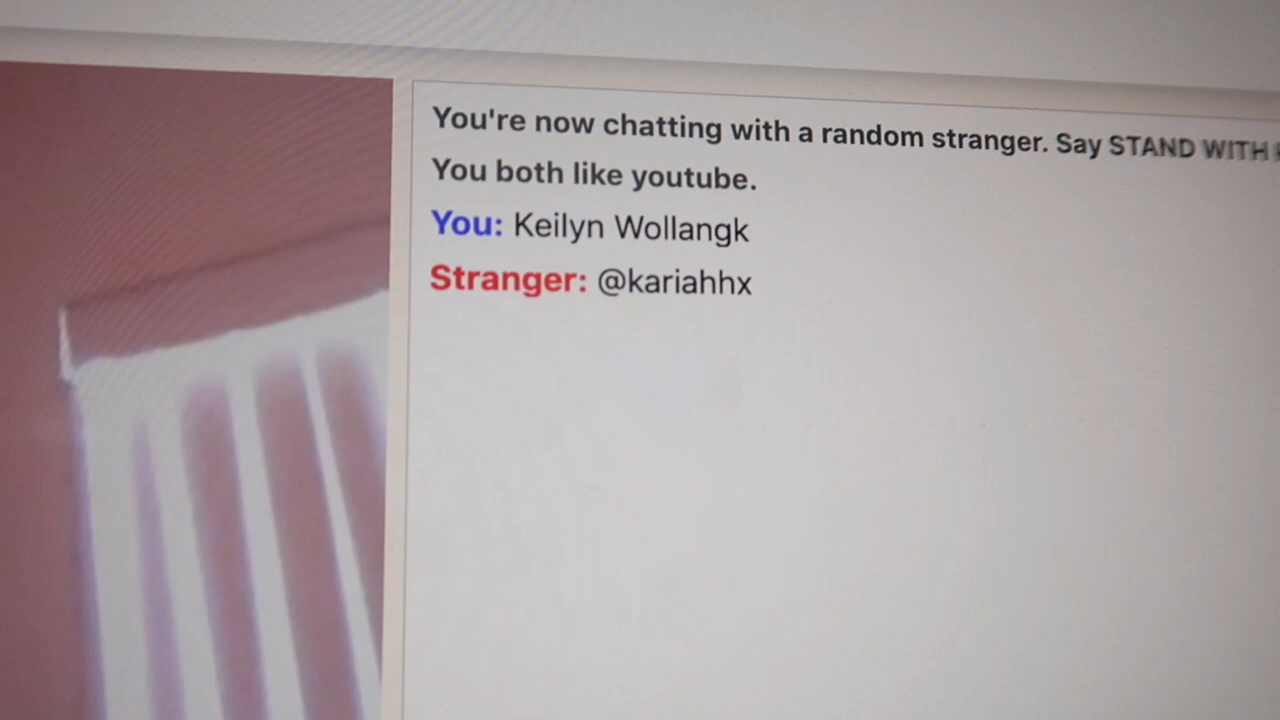 You're now chatting with a random stranger. Say STAND WITH
You both like youtube.
You: Keilyn Wollangk
Stranger: @kariahhx